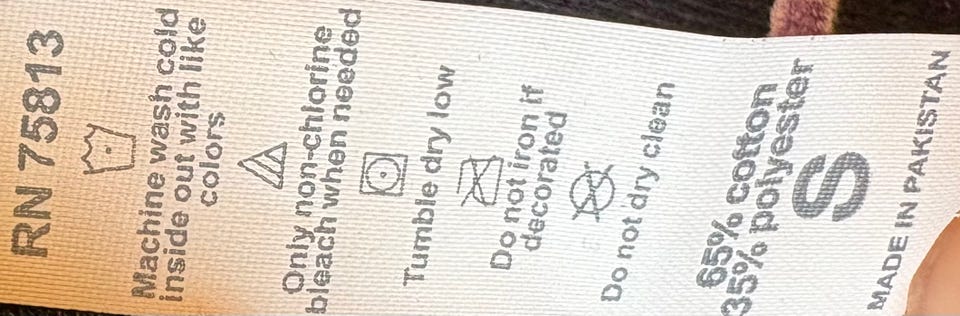 RN 75813
Machine wash cold
inside out with like
colors
Only non-chlorine
bleach when needed
Tumble dry low
Do not iron if
decorated
Do not dry clean
65% cotton
35% polyester
S
MADE IN PAKISTAN